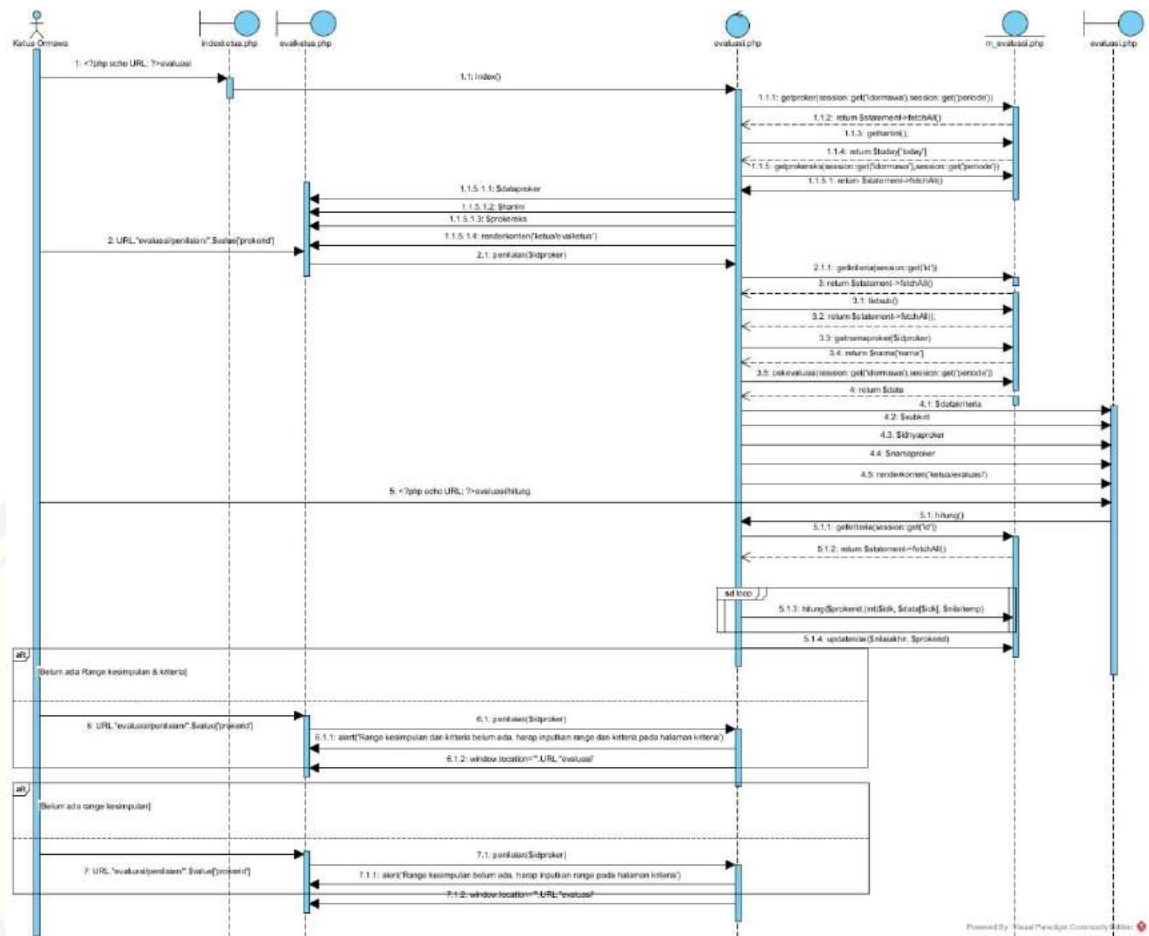 Ketua Ormawa
indexketua.php
evalketua.php
evaluasi.php
m_evaluasi.php
evaluasi.php
1: <?php echo URL; ?>evaluasi
1.1: index()
1.1.1: getproker(session::get('idormawa'),session::get('periode'))
1.1.2: return $statement->fetchAll()
1.1.3: gethariini();
1.1.4: return $today['today']
1.1.5: getprokereks(session::get('idormawa'),session::get('periode'))
1.1.5.1: return $statement->fetchAll()
1.1.5.1.1: $dataproker
1.1.5.1.2: $hariini
1.1.5.1.3: $prokereks
1.1.5.1.4: renderkonten('ketua/evalketua')
2: URL."evaluasi/penilaian/".$value['prokerid']
2.1: penilaian($idproker)
2.1.1: getkriteria(session::get('id'))
3: return $statement->fetchAll()
3.1: listsub()
3.2: return $statement->fetchAll();
3.3: getnamaproker($idproker)
3.4: return $nama['nama']
3.5: cekevaluasi(session::get('idormawa'),session::get('periode'))
4: return $data
4.1: $datakriteria
4.2: $subkrit
4.3: $idnyaproker
4.4: $namaproker
4.5: renderkonten('ketua/evaluasi')
5: <?php echo URL; ?>evaluasi/hitung
5.1: hitung()
5.1.1: getkriteria(session::get('id'))
5.1.2: return $statement->fetchAll()
sd loop
5.1.3: hitung($prokerid,(int)$idk, $data[$idk], $nilaitemp)
5.1.4: updatenilai($nilaiakhir, $prokerid)
alt
[Belum ada Range kesimpulan & kriteria]
6: URL."evaluasi/penilaian/".$value['prokerid']
6.1: penilaian($idproker)
6.1.1: alert('Range kesimpulan dan kriteria belum ada, harap inputkan range dan kriteria pada halaman kriteria')
6.1.2: window.location="'.URL."evaluasi'
alt
[Belum ada range kesimpulan]
7: URL."evaluasi/penilaian/".$value['prokerid']
7.1: penilaian($idproker)
7.1.1: alert('Range kesimpulan belum ada, harap inputkan range pada halaman kriteria')
7.1.2: window.location="'.URL."evaluasi'
Powered By Visual Paradigm Community Edition